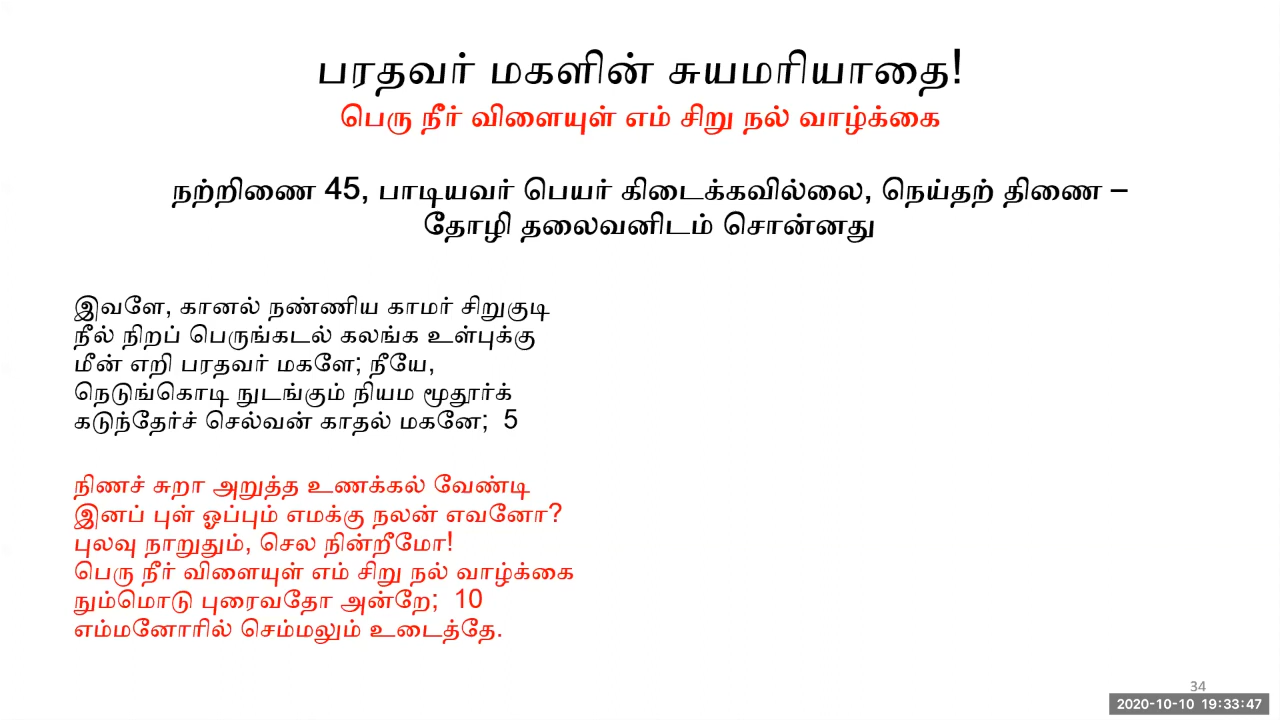 பரதவர் மகளின் சுயமரியாதை!
பெரு நீர் விளையுள் எம் சிறு நல் வாழ்க்கை
நற்றிணை 45, பாடியவர் பெயர் கிடைக்கவில்லை, நெய்தற் திணை –
தோழி தலைவனிடம் சொன்னது
இவளே, கானல் நண்ணிய காமர் சிறுகுடி
நீல் நிறப் பெருங்கடல் கலங்க உள்புக்கு
மீன் எறி பரதவர் மகளே; நீயே,
நெடுங்கொடி நுடங்கும் நியம மூதூர்க்
கடுந்தேர்ச் செல்வன் காதல் மகனே; 5
நிணச் சுறா அறுத்த உணக்கல் வேண்டி
இனப் புள் ஓப்பும் எமக்கு நலன் எவனோ?
புலவு நாறுதும், செல நின்றீமோ!
பெரு நீர் விளையுள் எம் சிறு நல் வாழ்க்கை
நும்மொடு புரைவதோ அன்றே; 10
எம்மனோரில் செம்மலும் உடைத்தே.
34
2020-10-10 19:33:47